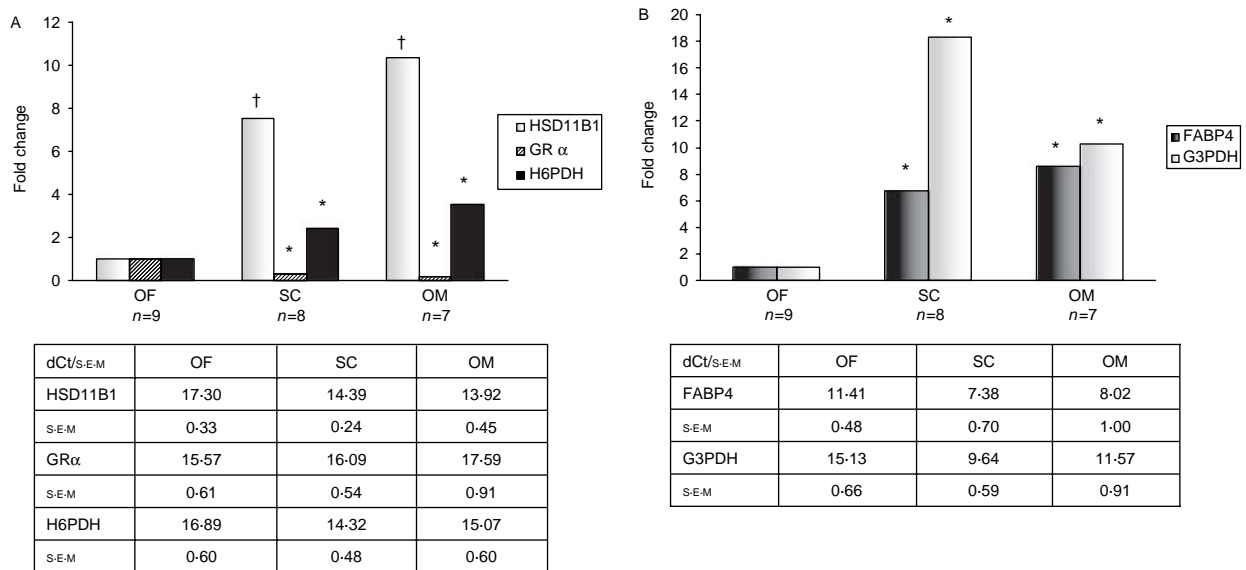 A
12
10
8
6
4
2
0
Fold change
†
†
* *
* *
HSD11B1
GR α
H6PDH
OF SC OM
n=9 n=8 n=7
dCt/S·E·M OF SC OM
HSD11B1 17·30 14·39 13·92
S·E·M 0·33 0·24 0·45
GRα 15·57 16·09 17·59
S·E·M 0·61 0·54 0·91
H6PDH 16·89 14·32 15·07
S·E·M 0·60 0·48 0·60
B
20
18
16
14
12
10
8
6
4
2
0
Fold change
* *
* *
FABP4
G3PDH
OF SC OM
n=9 n=8 n=7
dCt/S·E·M OF SC OM
FABP4 11·41 7·38 8·02
S·E·M 0·48 0·70 1·00
G3PDH 15·13 9·64 11·57
S·E·M 0·66 0·59 0·91